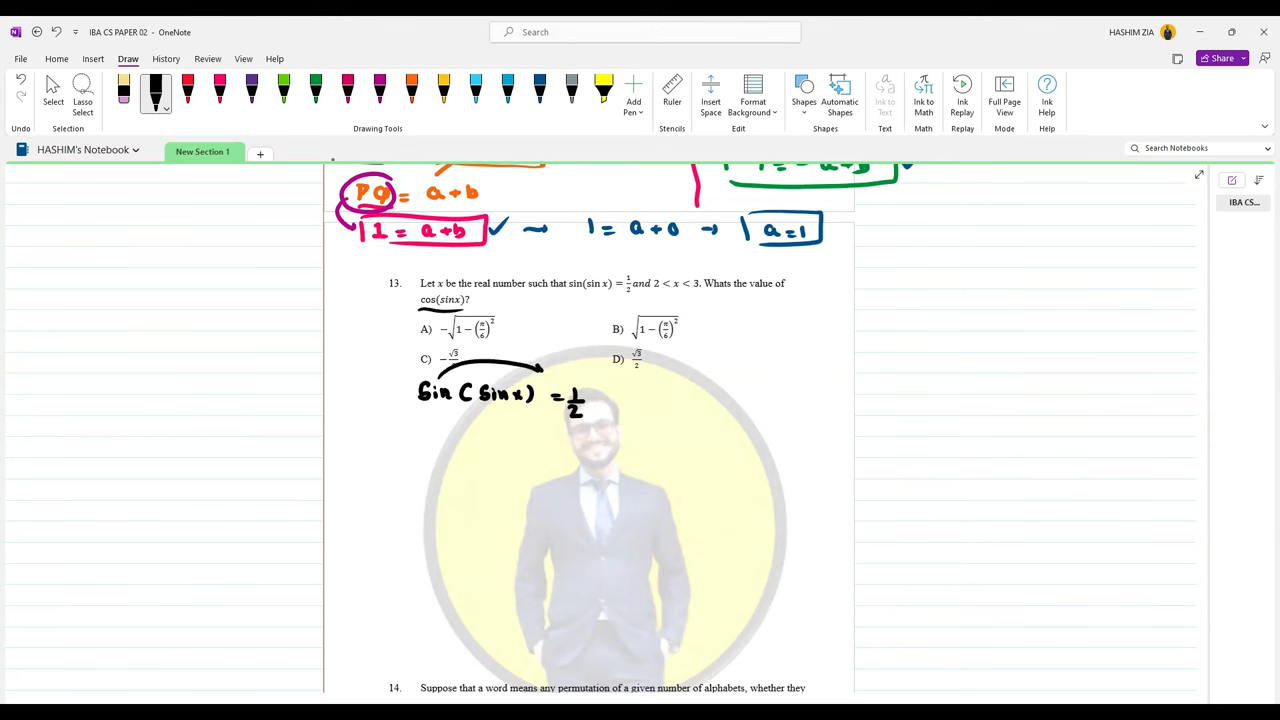 IBA CS PAPER 02 - OneNote
Search
HASHIM ZIA
File Home Insert Draw History Review View Help
Share
Select
Lasso Select
Add Pen
Ruler
Insert Space
Format Background
Shapes
Automatic Shapes
Ink to Text
Ink to Math
Ink Replay
Full Page View
Ink Help
Undo Selection Drawing Tools Stencils Edit Shapes Text Math Replay Mode Help
HASHIM's Notebook New Section 1 + Search Notebooks
IBA CS...
PQ = a+b
1 = a+b → 1 = a+0 → a=1
13. Let x be the real number such that sin(sin x) = 1/2 and 2 < x < 3. Whats the value of
cos(sinx)?
A) −√(1 − (π/6)²) B) √(1 − (π/6)²)
C) −√3 D) √3/2
Sin ( Sin x ) = 1/2
14. Suppose that a word means any permutation of a given number of alphabets, whether they